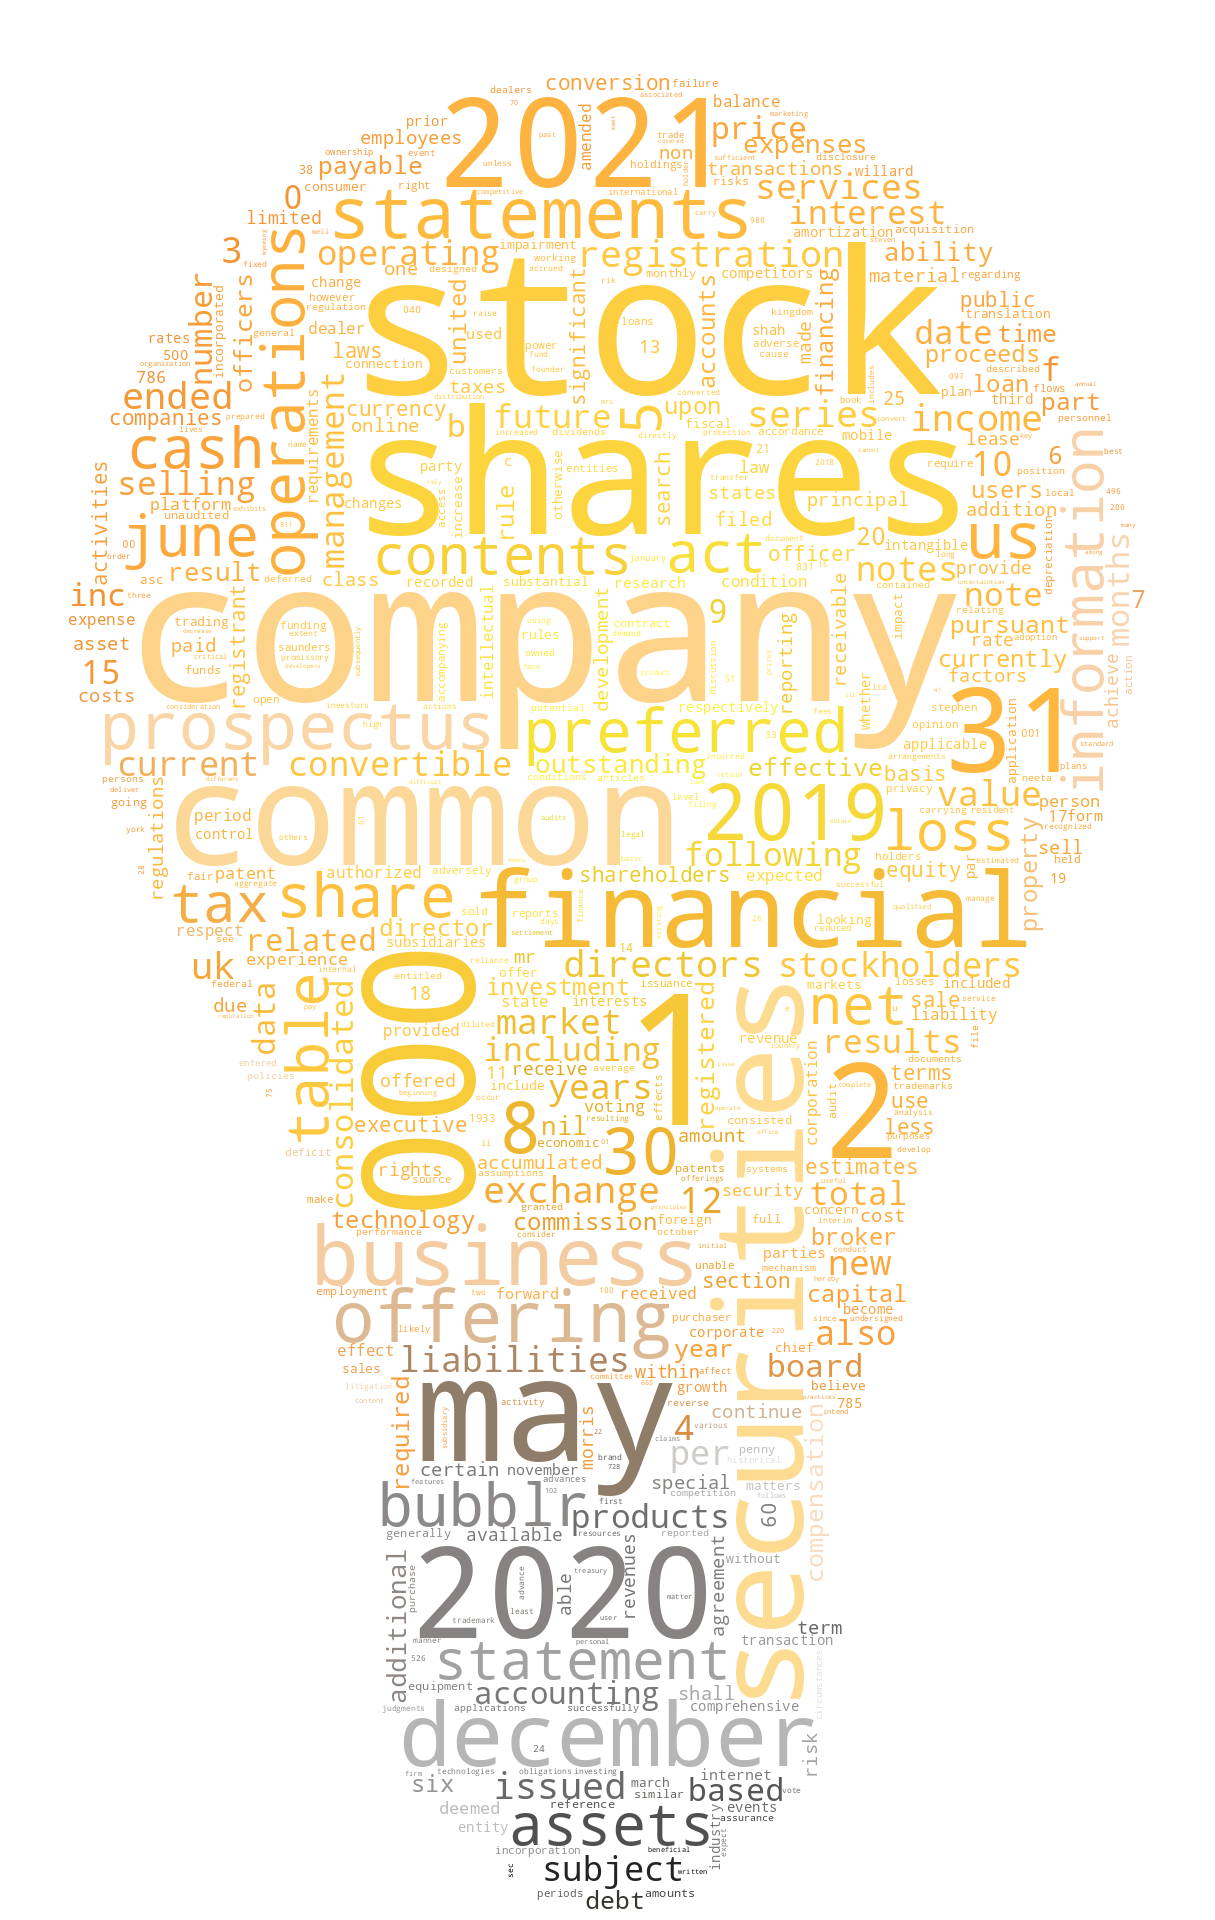 conversion failure
dealers associated
2021
balance
marketing
prior
employees
amended
price
trade
covered
non
expenses
ownership event
unless
holdings
sufficient disclosure
38 payable
transactions willard
consumer right
competitive international
risks
services
0
limited
statements
carry
980
interest
well
amortization acquisition
3
operations
operating
impairment
registration
steven
ability
fixed
one designed
working
accrued
monthly competitors
material regarding
number
officers
incorporated
change
however
regulation
stock
rik
united
significant
accounts
financing
public
translation
general
dealer
used
raise
040
loans
13
kingdom
shah
adverse
cause
made
date time
rates
500
laws
connection
power
fund
founder
customers
includes
proceeds
described
f
organization
786
taxes
distribution
mrs
converted
book
25
097
plan
loan
flows
third
annual
ended
companies prepared
currency
online
b
future
5
upon
series
convert
income
part
personnel
lives
name
increased dividends
fiscal
directly
protection accordance
mobile
cash
management
requirements
shares
21
2018
cannot
lease key
best
party
c
entities
law
require
10
6
position
selling
exhibits
rely
access
increase
rule
otherwise
search
transfer
states
principal
users local
496
200
platform
unaudited
changes
filed
addition
information
many
activities
june
811
contents act
document
officer
20
intangible
us
long
among
00
order
result
deferred
class recorded substantial research
january
831
16
condition
notes
contained
provide
depreciation
uncertainties
months
asc
inc three
expense
company
trading
decrease
registrant
funding
extent
saunders
promissory
developers
using
rules
owned
face
contract
demand
product
9
receivable
impact
note
relating
7
pursuant
rate adoption
support
asset
paid
critical
funds
subsequently
accompanying
intellectual
development
discussion
51
prices
reporting
iii
ltd
whether
currently
factors
achieve
action
15
costs
consideration
open
investors
actions
potential
respectively
fees
41
31
stephen
opinion
001
prospectus
high
preferred
33
applicable
arrangements
application
standard
current convertible
outstanding
incurred
effective
basis
neeta
plans
persons
deliver
different
difficult
conditions articles
privacy
going
regulations
period
common
61
level
filing
2019
obtain
value
carrying resident
person
17 form
recognized
york
control
others
audits
legal
loss
sell
28
fair patent
authorized adversely
basic
following
holders
equity
par
estimated
held
aggregate
group
shareholders expected
successful
property
19
tax
share
financial
manage
sold
reports
days
finance
existing
26
looking
reduced
qualified
respect
see
director
settlement
related
subsidiaries
mr
14
directors stockholders
experience
internal
reliance
offer
issuance
markets
losses
included
uk
federal
entitled
18
investment
state interests
registered
net
sale service
due
reputation
data
table
pay
consolidated
000
provided
diluted
market
1
revenue
e
country
u
liability
results
file
entered
policies
including
11 receive average
documents
75
offered
beginning
include
years
effects
issue
corporation
2
complete
terms
trademarks
occur
operate
audit
use
analysis
executive 1933
8
nil
voting
resulting
consisted
office
less
purposes
develop
deficit
ii
economic 01
30
amount
rights
source
assumptions
accumulated
patents
offerings
systems
estimates
useful
make
exchange
granted
principles
12
security
total
concern
interim
cost
technology
performance
commission
consider
foreign
october
full
business
initial
parties
broker
conduct
unable
mechanism
new
hereby
employment
two
forward
100
received
section
capital
become
offering
likely
purchaser
corporate
220
since
undersigned
also
effect
sales
liabilities
year
chief
litigation
content
committee
within affect
board
practices
believe
665
growth
785
required
may
subsidiary
activity
reverse
continue
intend
morris
22
claims
4
various
compensation
securities
certain november
brand
728
per
penny
historical
features
advances
102
special
competition
matters
follows
bubblr
first
products
60
generally
available
resources
reported
without
2020
treasury
additional
purchase
advance
able
revenues
matter
agreement
trademark
least
user
term
manner
526
personal
statement
transaction
equipment
accounting
shall
circumstances
judgments applications successfully
comprehensive
december
24
risk
firm
technologies obligations investing
six
issued
march
similar
internet
based
vote
deemed
reference
events
assurance
entity
assets
industry
expect
incorporation
beneficial
sec
subject
written
periods
debt
amounts